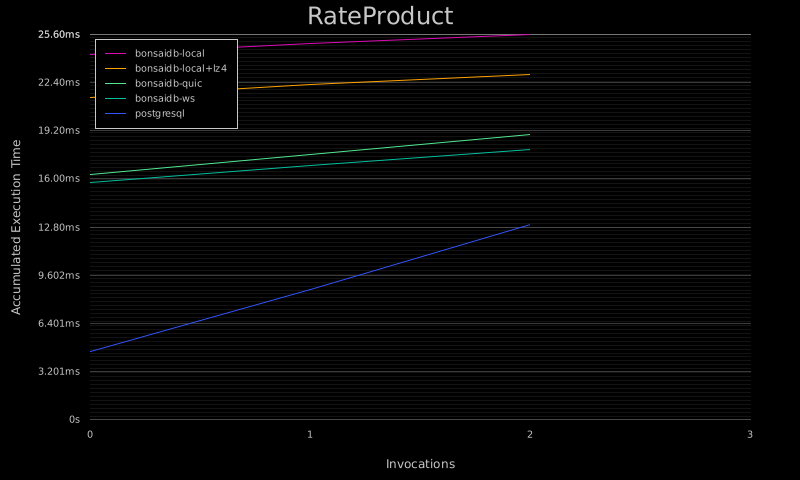 RateProduct
25.60ms
22.40ms
19.20ms
16.00ms
12.80ms
9.602ms
6.401ms
3.201ms
0s
Accumulated Execution Time
bonsaidb-local
bonsaidb-local+lz4
bonsaidb-quic
bonsaidb-ws
postgresql
0 1 2 3
Invocations